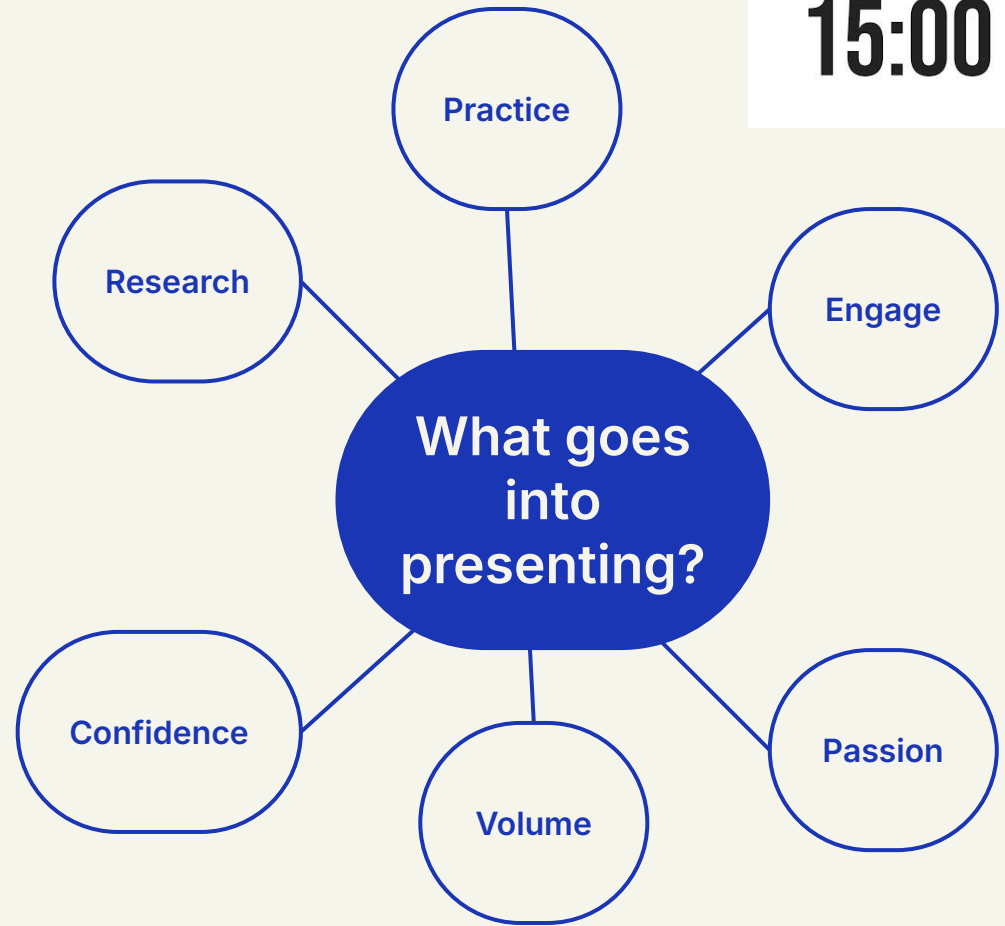 15:00
Practice
Research
Engage
What goes
into
presenting?
Confidence
Volume
Passion